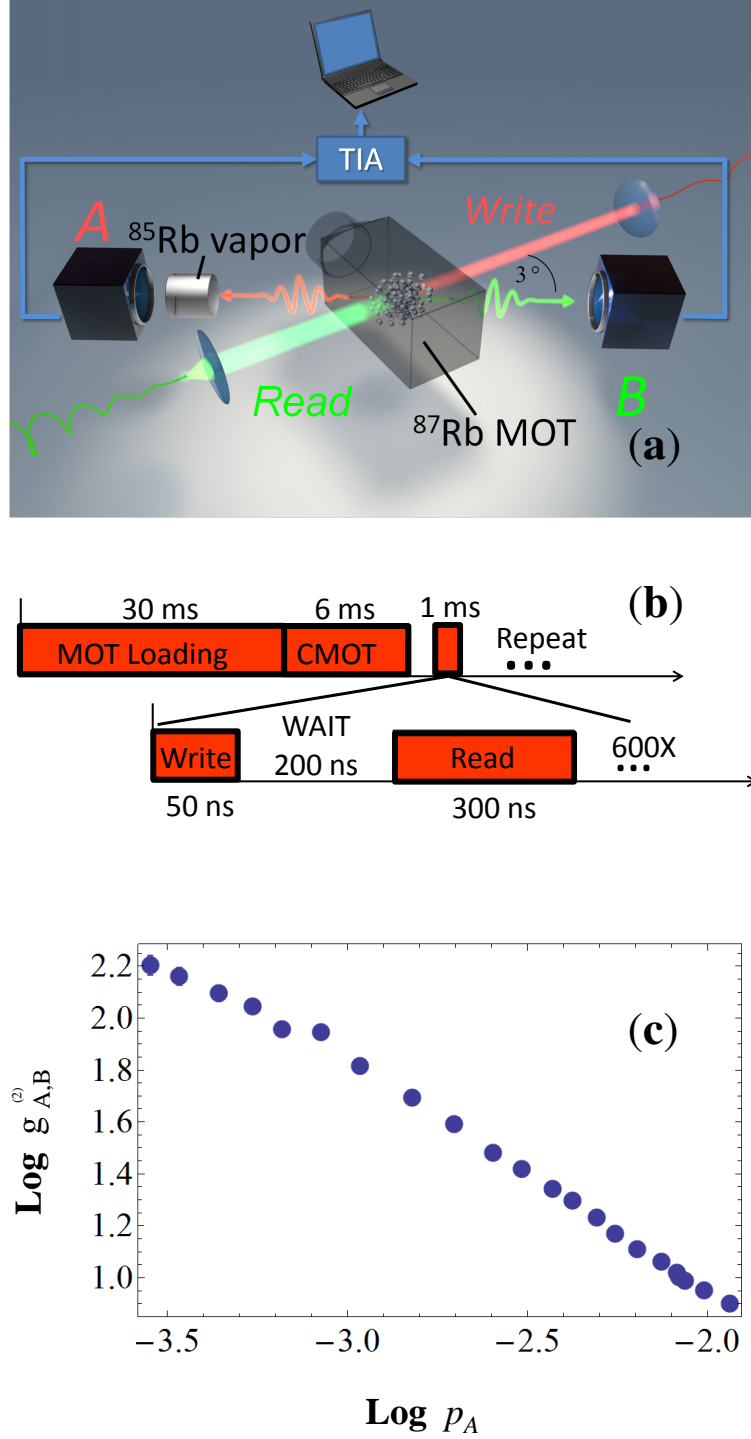 TIA
A
⁸⁵Rb vapor
Write
3°
Read
B
⁸⁷Rb MOT
(a)
(b)
30 ms
6 ms
1 ms
MOT Loading
CMOT
Repeat
...
Write
WAIT
200 ns
Read
600X
...
50 ns
300 ns
(c)
Log g⁽²⁾A,B
2.2
2.0
1.8
1.6
1.4
1.2
1.0
−3.5
−3.0
−2.5
−2.0
Log pA